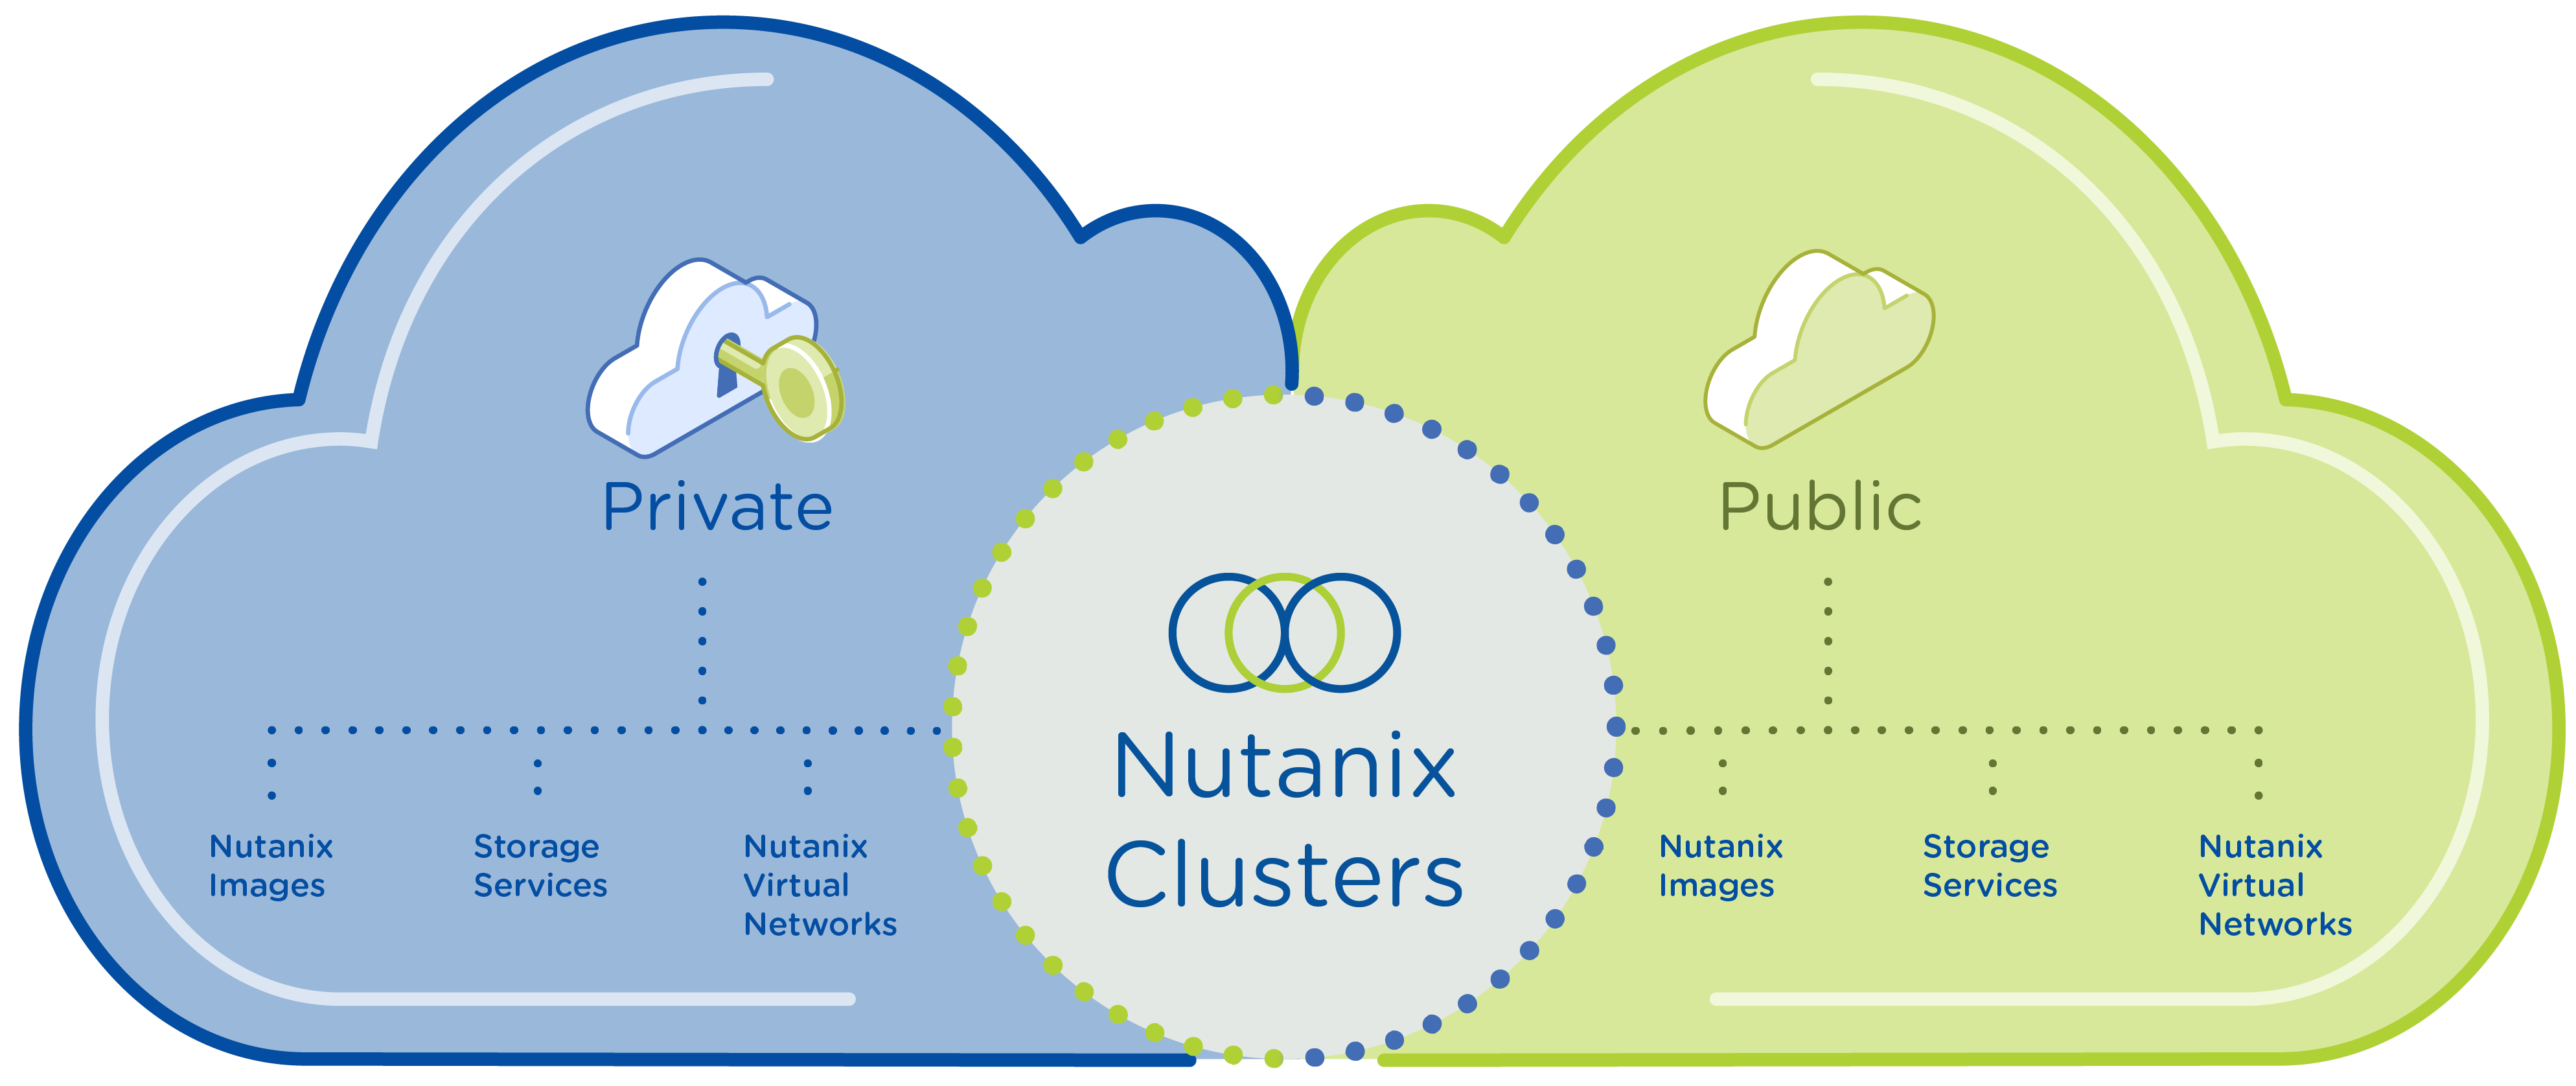 Private
Public
Nutanix
Clusters
Nutanix
Images
Storage
Services
Nutanix
Virtual
Networks
Nutanix
Images
Storage
Services
Nutanix
Virtual
Networks